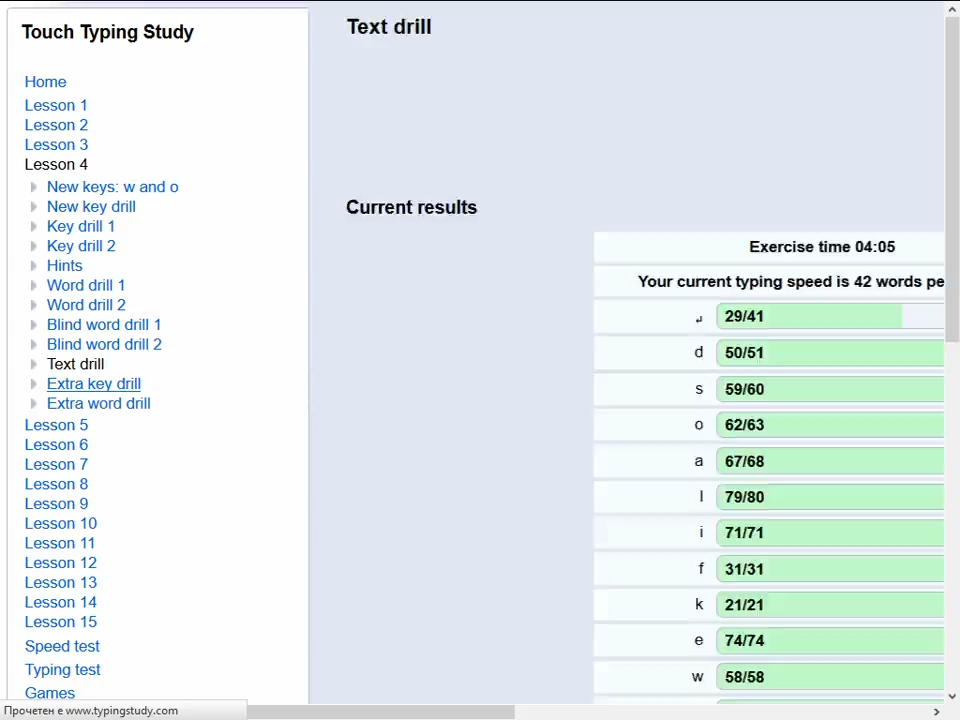 Touch Typing Study
Home
Lesson 1
Lesson 2
Lesson 3
Lesson 4
New keys: w and o
New key drill
Key drill 1
Key drill 2
Hints
Word drill 1
Word drill 2
Blind word drill 1
Blind word drill 2
Text drill
Extra key drill
Extra word drill
Lesson 5
Lesson 6
Lesson 7
Lesson 8
Lesson 9
Lesson 10
Lesson 11
Lesson 12
Lesson 13
Lesson 14
Lesson 15
Speed test
Typing test
Games
Прочетен е www.typingstudy.com
Text drill
Current results
Exercise time 04:05
Your current typing speed is 42 words pe
↵ 29/41
d 50/51
s 59/60
o 62/63
a 67/68
l 79/80
i 71/71
f 31/31
k 21/21
e 74/74
w 58/58